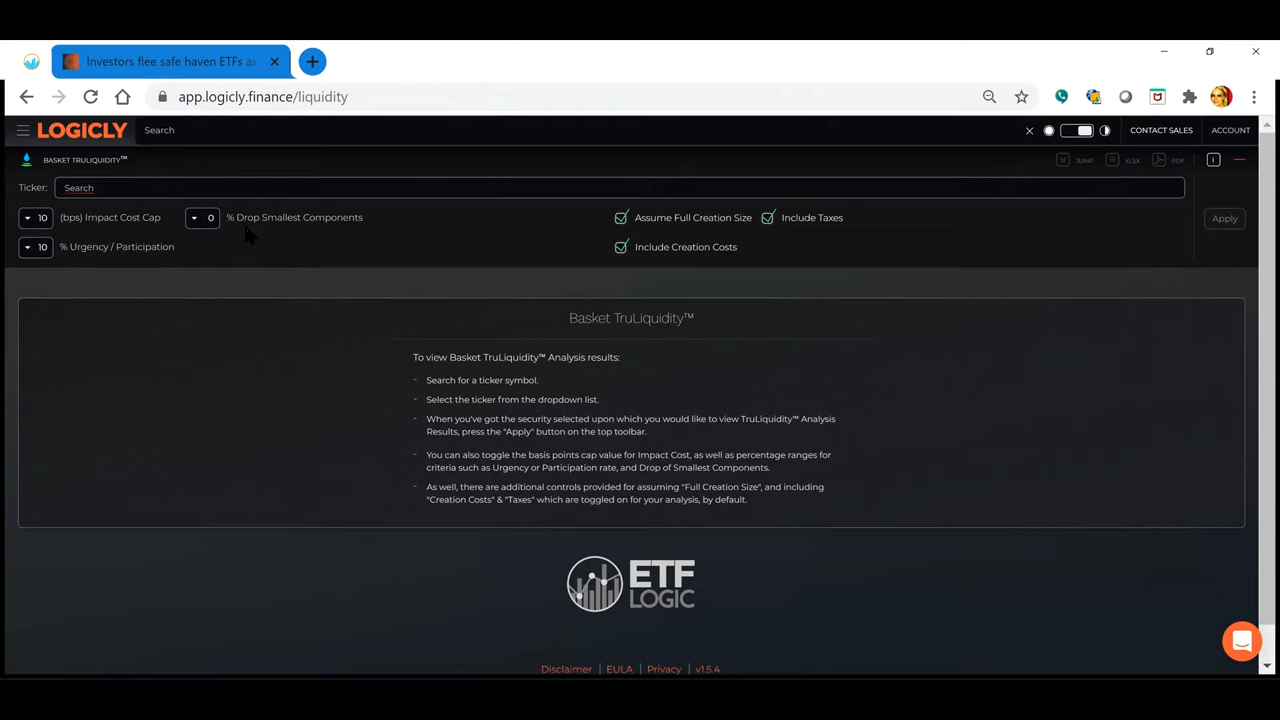 Investors flee safe haven ETFs as
app.logicly.finance/liquidity
LOGICLY
Search
CONTACT SALES
ACCOUNT
BASKET TRULIQUIDITY™
JUMP
XLSX
PDF
Ticker:
Search
10 (bps) Impact Cost Cap
0 % Drop Smallest Components
Assume Full Creation Size
Include Taxes
Apply
10 % Urgency / Participation
Include Creation Costs
Basket TruLiquidity™
To view Basket TruLiquidity™ Analysis results:
- Search for a ticker symbol.
- Select the ticker from the dropdown list.
- When you've got the security selected upon which you would like to view TruLiquidity™ Analysis
Results, press the "Apply" button on the top toolbar.
- You can also toggle the basis points cap value for Impact Cost, as well as percentage ranges for
criteria such as Urgency or Participation rate, and Drop of Smallest Components.
- As well, there are additional controls provided for assuming "Full Creation Size", and including
"Creation Costs" & "Taxes" which are toggled on for your analysis, by default.
ETF
LOGIC
Disclaimer | EULA | Privacy | v1.5.4